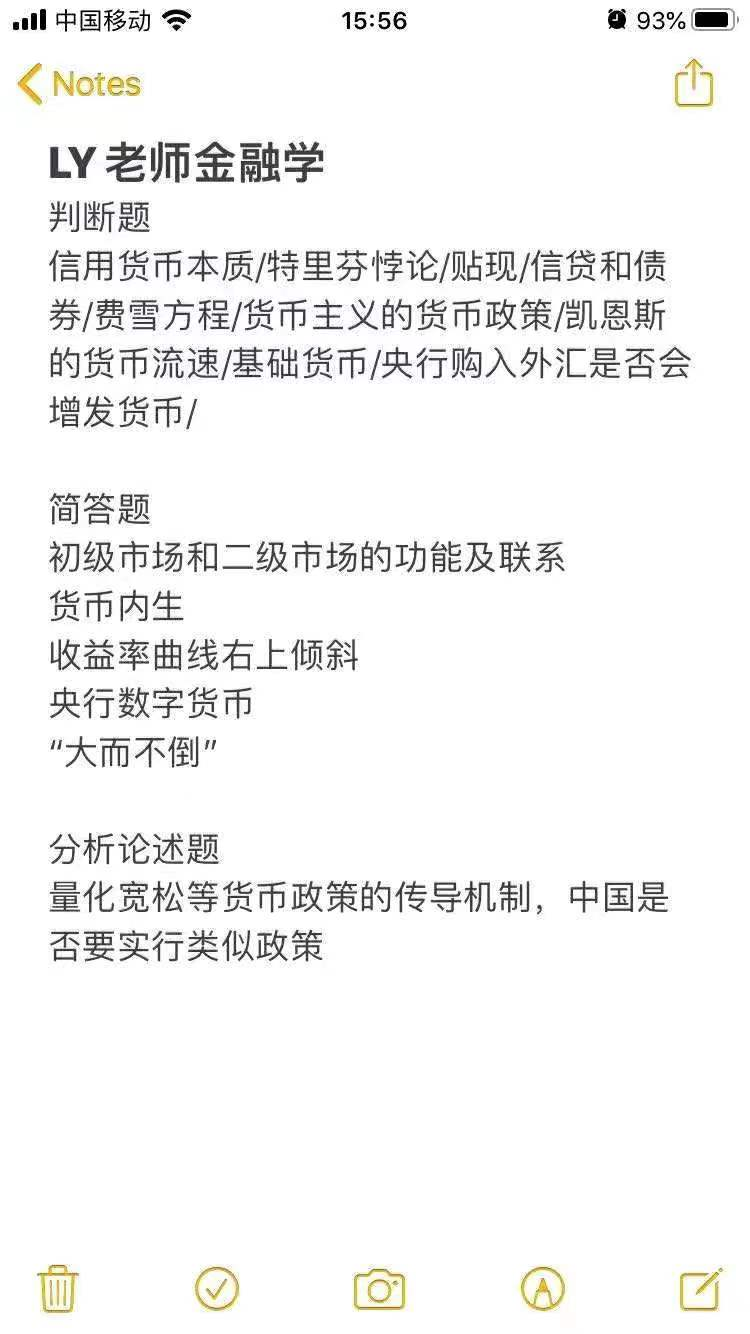 中国移动 15:56 93%
Notes
LY 老师金融学
判断题
信用货币本质/特里芬悖论/贴现/信贷和债
券/费雪方程/货币主义的货币政策/凯恩斯
的货币流速/基础货币/央行购入外汇是否会
增发货币/
简答题
初级市场和二级市场的功能及联系
货币内生
收益率曲线右上倾斜
央行数字货币
“大而不倒”
分析论述题
量化宽松等货币政策的传导机制，中国是
否要实行类似政策